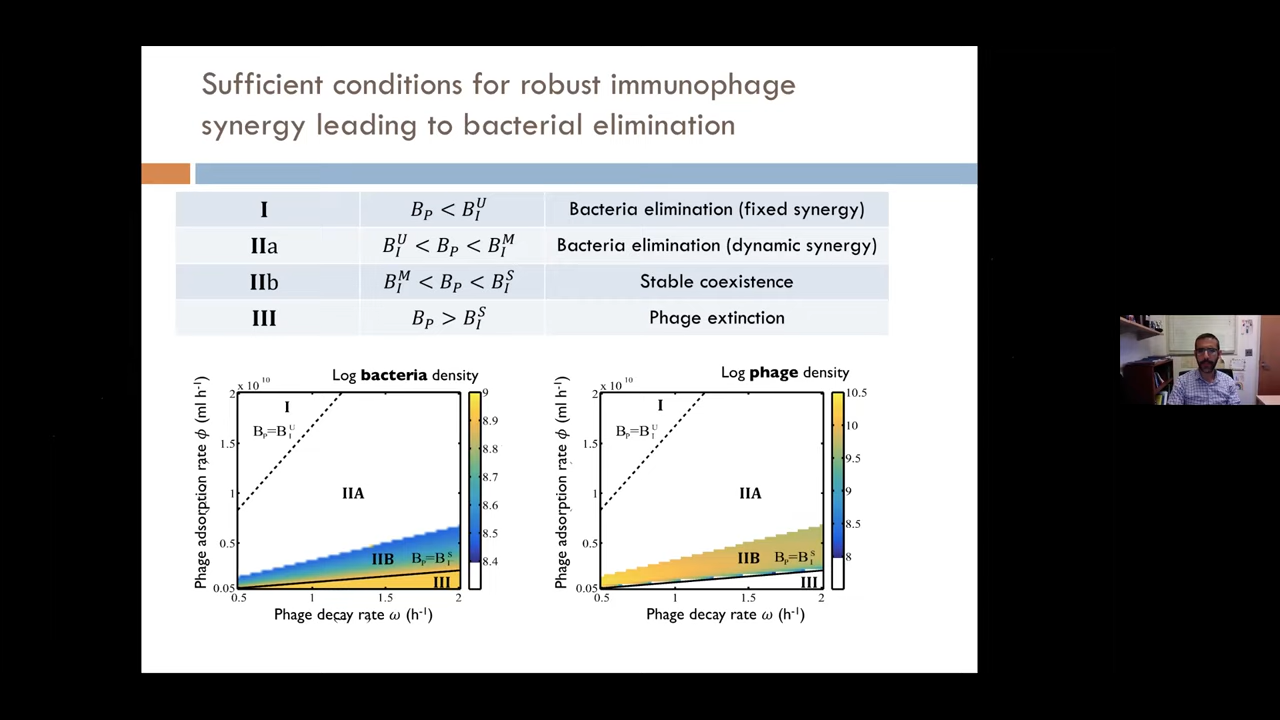 Sufficient conditions for robust immunophage
synergy leading to bacterial elimination
I B_P < B_I^U Bacteria elimination (fixed synergy)
IIa B_I^U < B_P < B_I^M Bacteria elimination (dynamic synergy)
IIb B_I^M < B_P < B_I^S Stable coexistence
III B_P > B_I^S Phage extinction
Log bacteria density
x 10^10
2
1.5
1
0.5
0.05
Phage adsorption rate ϕ (ml h⁻¹)
I
B_P=B_I^U
IIA
IIB B_P=B_I^S
III
0.5 1 1.5 2
Phage decay rate ω (h⁻¹)
9
8.9
8.8
8.7
8.6
8.5
8.4
Log phage density
x 10^10
2
1.5
1
0.5
0.05
Phage adsorption rate ϕ (ml h⁻¹)
I
B_P=B_I^U
IIA
IIB B_P=B_I^S
III
0.5 1 1.5 2
Phage decay rate ω (h⁻¹)
10.5
10
9.5
9
8.5
8